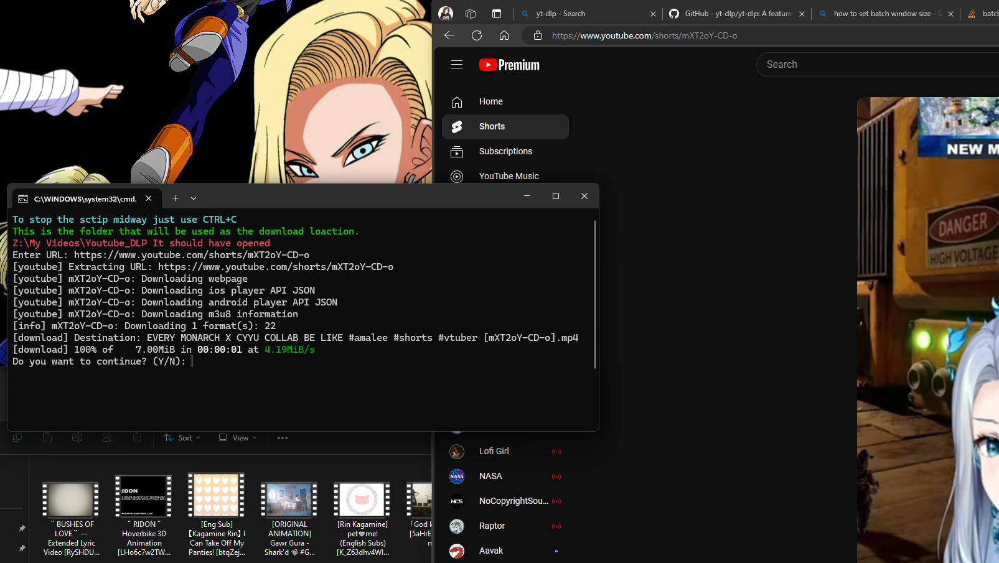 yt-dlp - Search
GitHub - yt-dlp/yt-dlp: A feature
how to set batch window size - S
batch
https://www.youtube.com/shorts/mXT2oY-CD-o
Premium
Search
Home
Shorts
Subscriptions
YouTube Music
NEW M
DANGER
HIGH VOLTAGE
C:\WINDOWS\system32\cmd.
To stop the sctip midway just use CTRL+C
This is the folder that will be used as the download loaction.
Z:\My Videos\Youtube_DLP It should have opened
Enter URL: https://www.youtube.com/shorts/mXT2oY-CD-o
[youtube] Extracting URL: https://www.youtube.com/shorts/mXT2oY-CD-o
[youtube] mXT2oY-CD-o: Downloading webpage
[youtube] mXT2oY-CD-o: Downloading ios player API JSON
[youtube] mXT2oY-CD-o: Downloading android player API JSON
[youtube] mXT2oY-CD-o: Downloading m3u8 information
[info] mXT2oY-CD-o: Downloading 1 format(s): 22
[download] Destination: EVERY MONARCH X CYYU COLLAB BE LIKE #amalee #shorts #vtuber [mXT2oY-CD-o].mp4
[download] 100% of    7.00MiB in 00:00:01 at 4.19MiB/s
Do you want to continue? (Y/N):
Sort
View
Lofi Girl
NASA
NoCopyrightSou...
Raptor
Aavak
RIDON
NASA
NCS
BUSHES OF
LOVE -- 
Extended Lyric
Video [RySHDU...
RIDON
Hoverbike 3D
Animation
[LHo6c7w2TW...
[Eng Sub]
【Kagamine Rin】I
Can Take Off My
Panties! [btqZej...
[ORIGINAL
ANIMATION]
Gawr Gura -
Shark'd #G...
[Rin Kagamine]
pet me!
(English Subs)
[K_Z63dhv4Wl...
「God k
[5aHrE